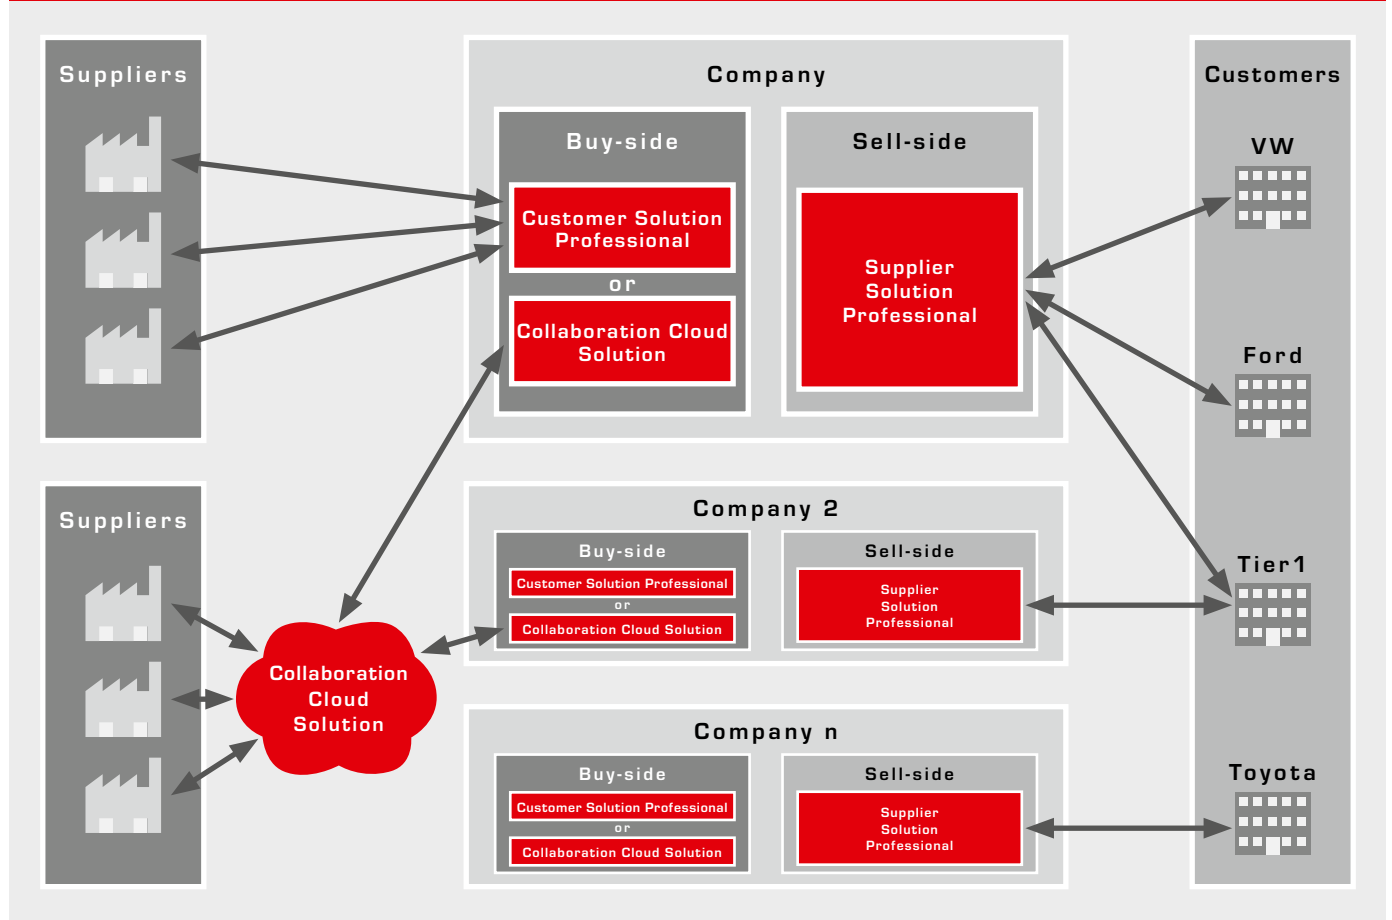 Suppliers
Company
Buy-side
Customer Solution
Professional
or
Collaboration Cloud
Solution
Sell-side
Supplier
Solution
Professional
Customers
VW
Ford
Tier1
Toyota
Suppliers
Collaboration
Cloud
Solution
Company 2
Buy-side
Customer Solution Professional
or
Collaboration Cloud Solution
Sell-side
Supplier
Solution
Professional
Company n
Buy-side
Customer Solution Professional
or
Collaboration Cloud Solution
Sell-side
Supplier
Solution
Professional